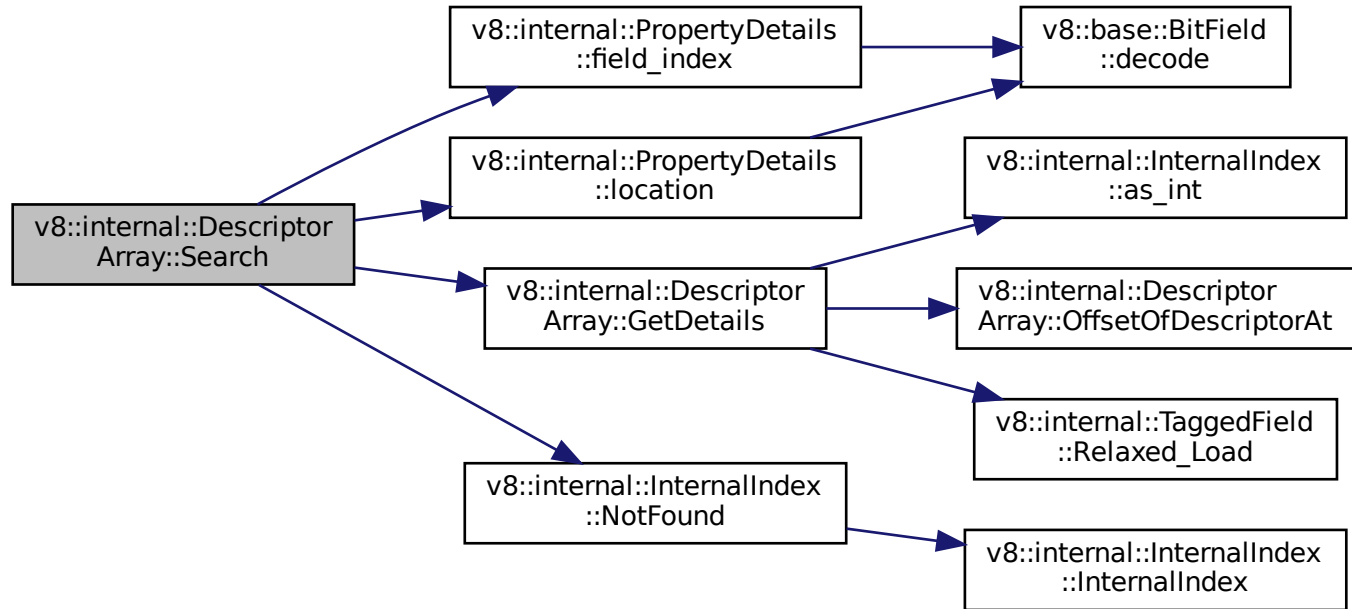 v8::internal::Descriptor
Array::Search
v8::internal::PropertyDetails
::field_index
v8::internal::PropertyDetails
::location
v8::internal::Descriptor
Array::GetDetails
v8::internal::InternalIndex
::NotFound
v8::base::BitField
::decode
v8::internal::InternalIndex
::as_int
v8::internal::Descriptor
Array::OffsetOfDescriptorAt
v8::internal::TaggedField
::Relaxed_Load
v8::internal::InternalIndex
::InternalIndex